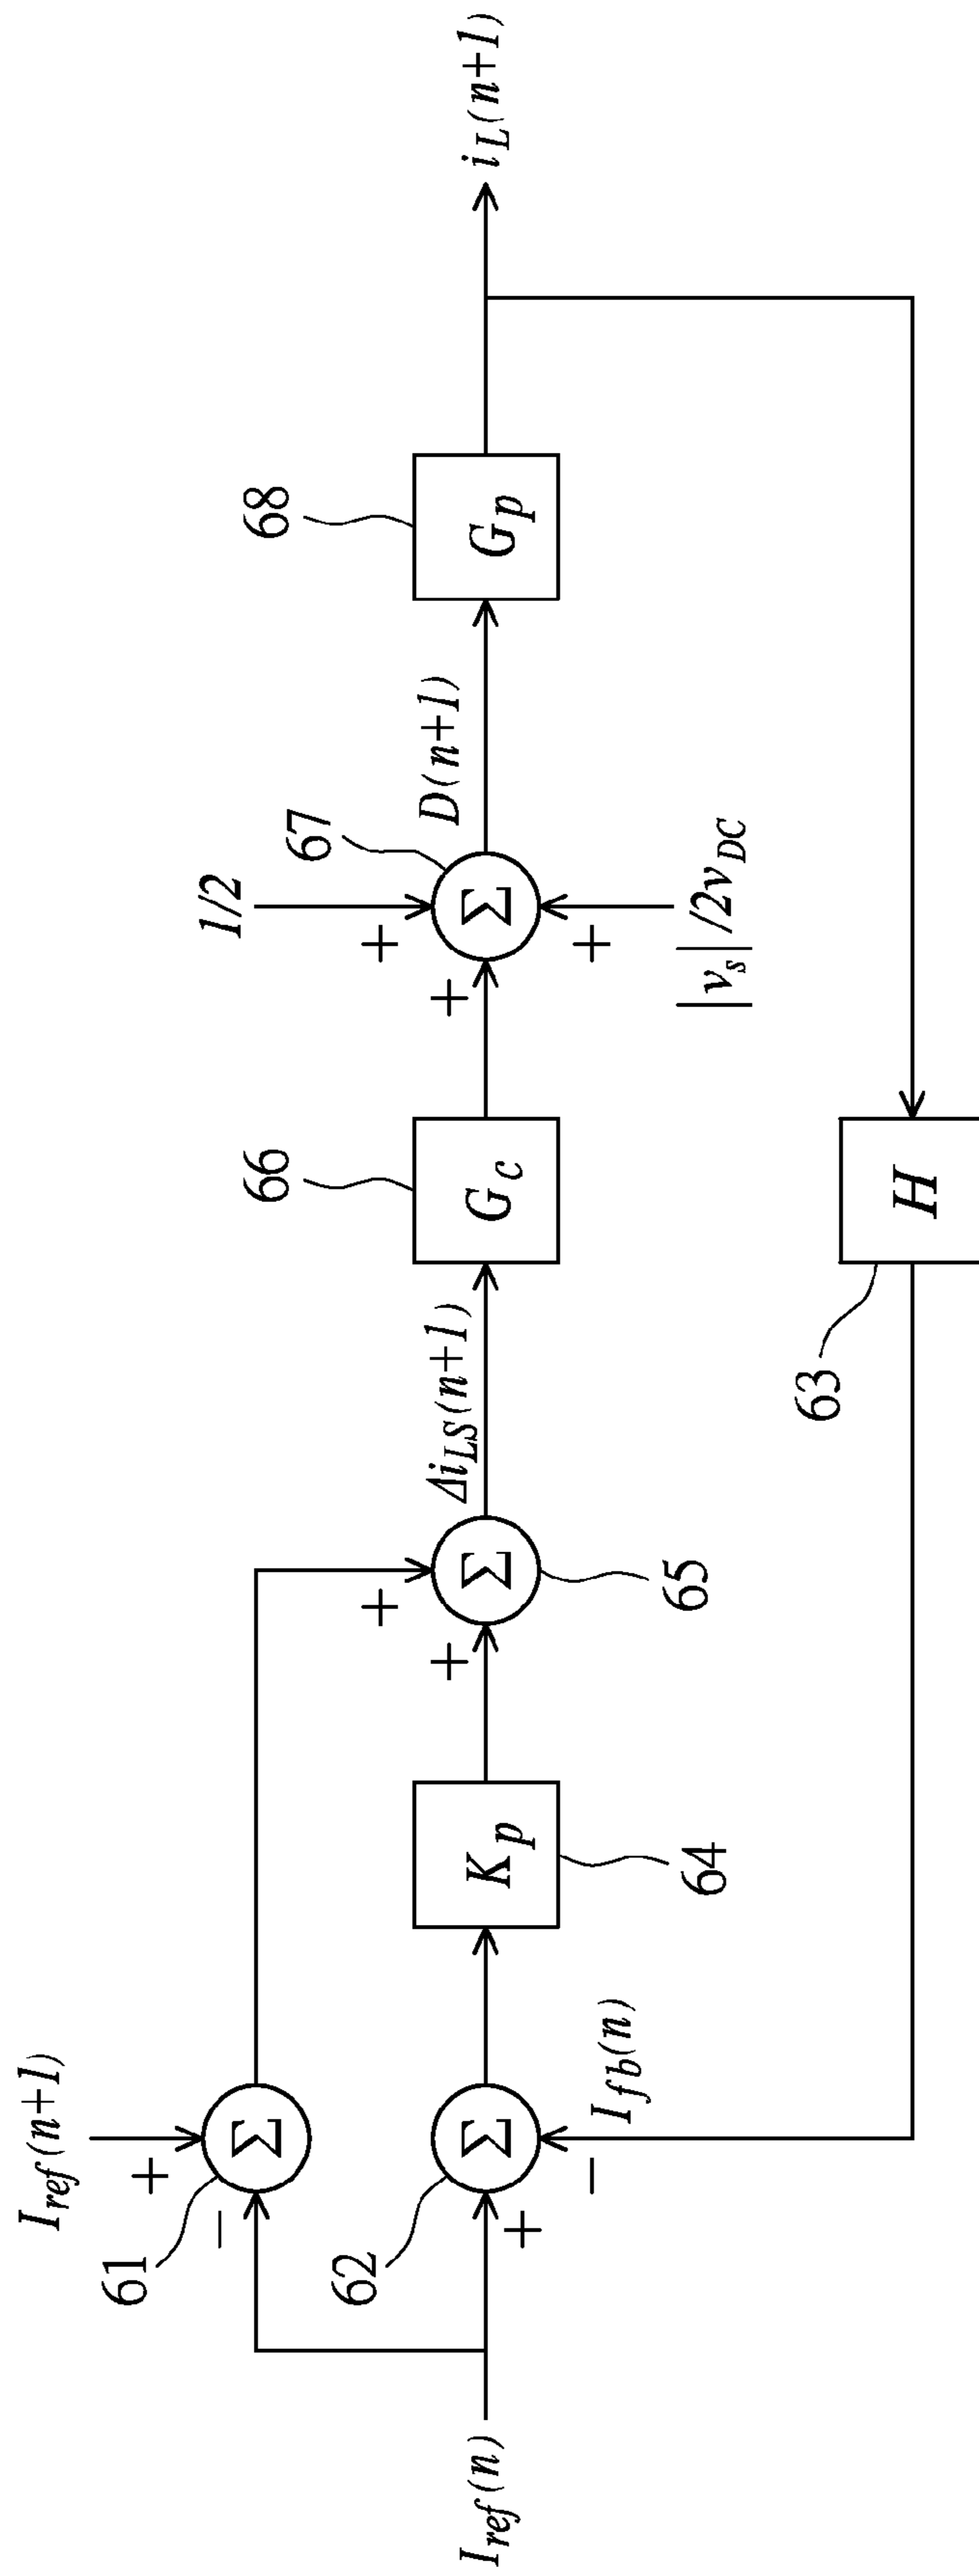 I_ref(n+1)
61
+
−
I_ref(n)
62
+
−
I_fb(n)
Σ
Σ
K_p
64
+
+
Σ
65
Δi_LS(n+1)
G_c
66
1/2
+
+
+
Σ
67
|v_s|/2v_DC
D(n+1)
G_p
68
i_L(n+1)
H
63